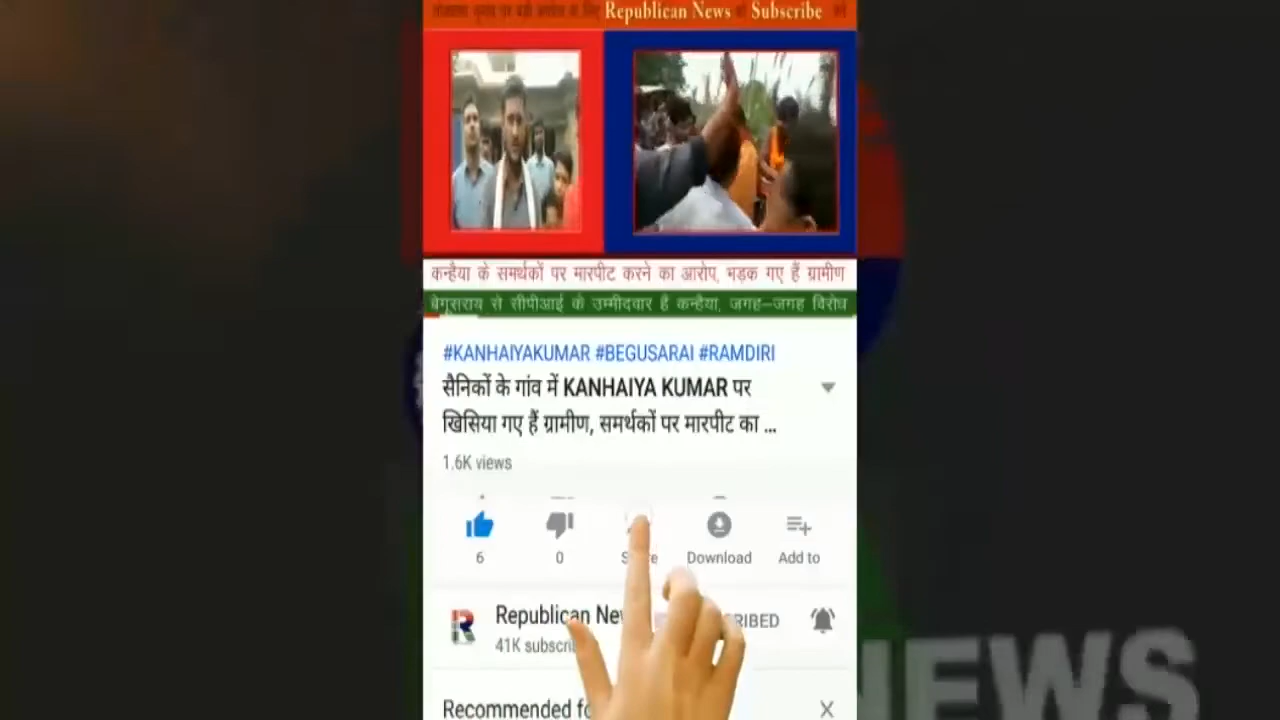 Republican News Subscribe
कन्हैया के समर्थकों पर मारपीट करने का आरोप, भड़क गए हैं ग्रामीण
बेगूसराय से सीपीआई के उम्मीदवार हैं कन्हैया, जगह-जगह विरोध
#KANHAIYAKUMAR #BEGUSARAI #RAMDIRI
सैनिकों के गांव में KANHAIYA KUMAR पर
खिसिया गए हैं ग्रामीण, समर्थकों पर मारपीट का ...
1.6K views
6 0 Download Add to
Republican
41K
Recommended
NEWS